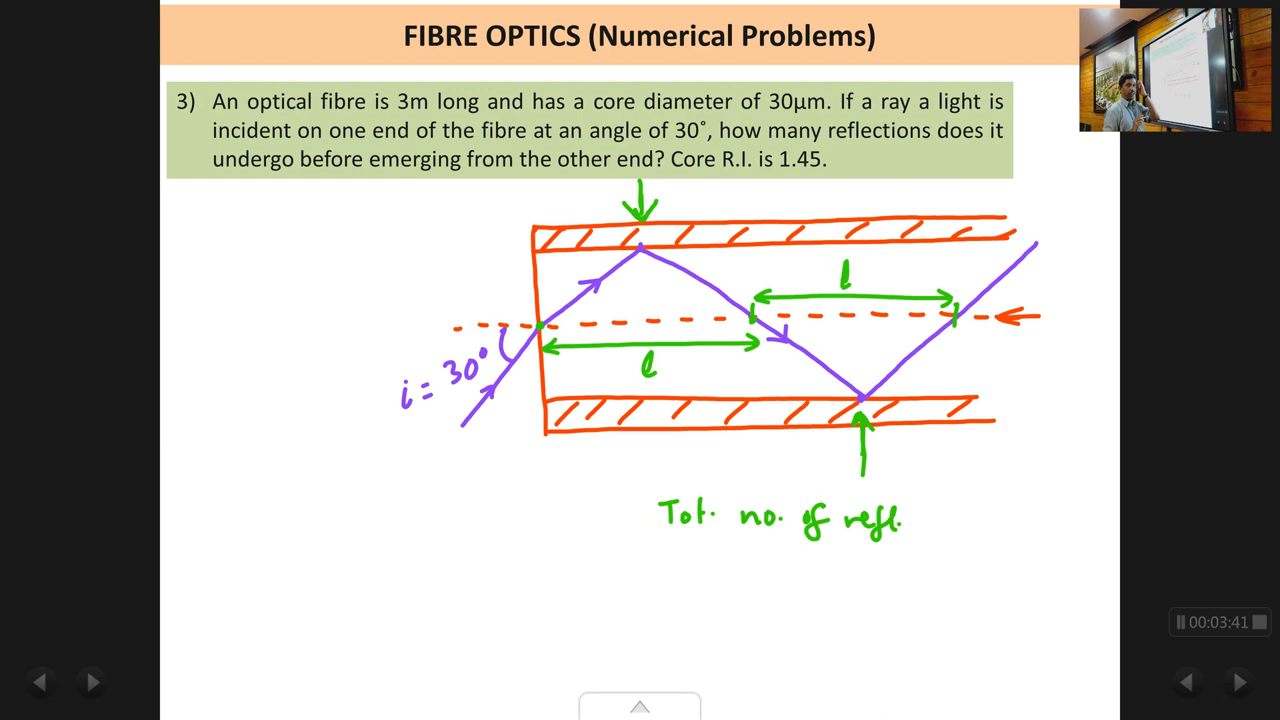 FIBRE OPTICS (Numerical Problems)
3) An optical fibre is 3m long and has a core diameter of 30μm. If a ray a light is
incident on one end of the fibre at an angle of 30˚, how many reflections does it
undergo before emerging from the other end? Core R.I. is 1.45.
l
l
i = 30°
Tot. no. of refl.
00:03:41